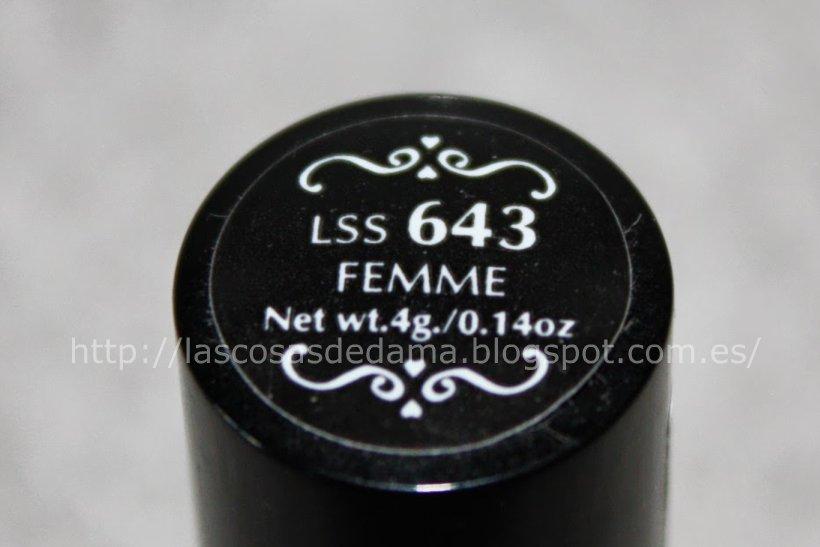 LSS 643
FEMME
Net wt.4g./0.14oz
http://lascosasdedama.blogspot.com.es/